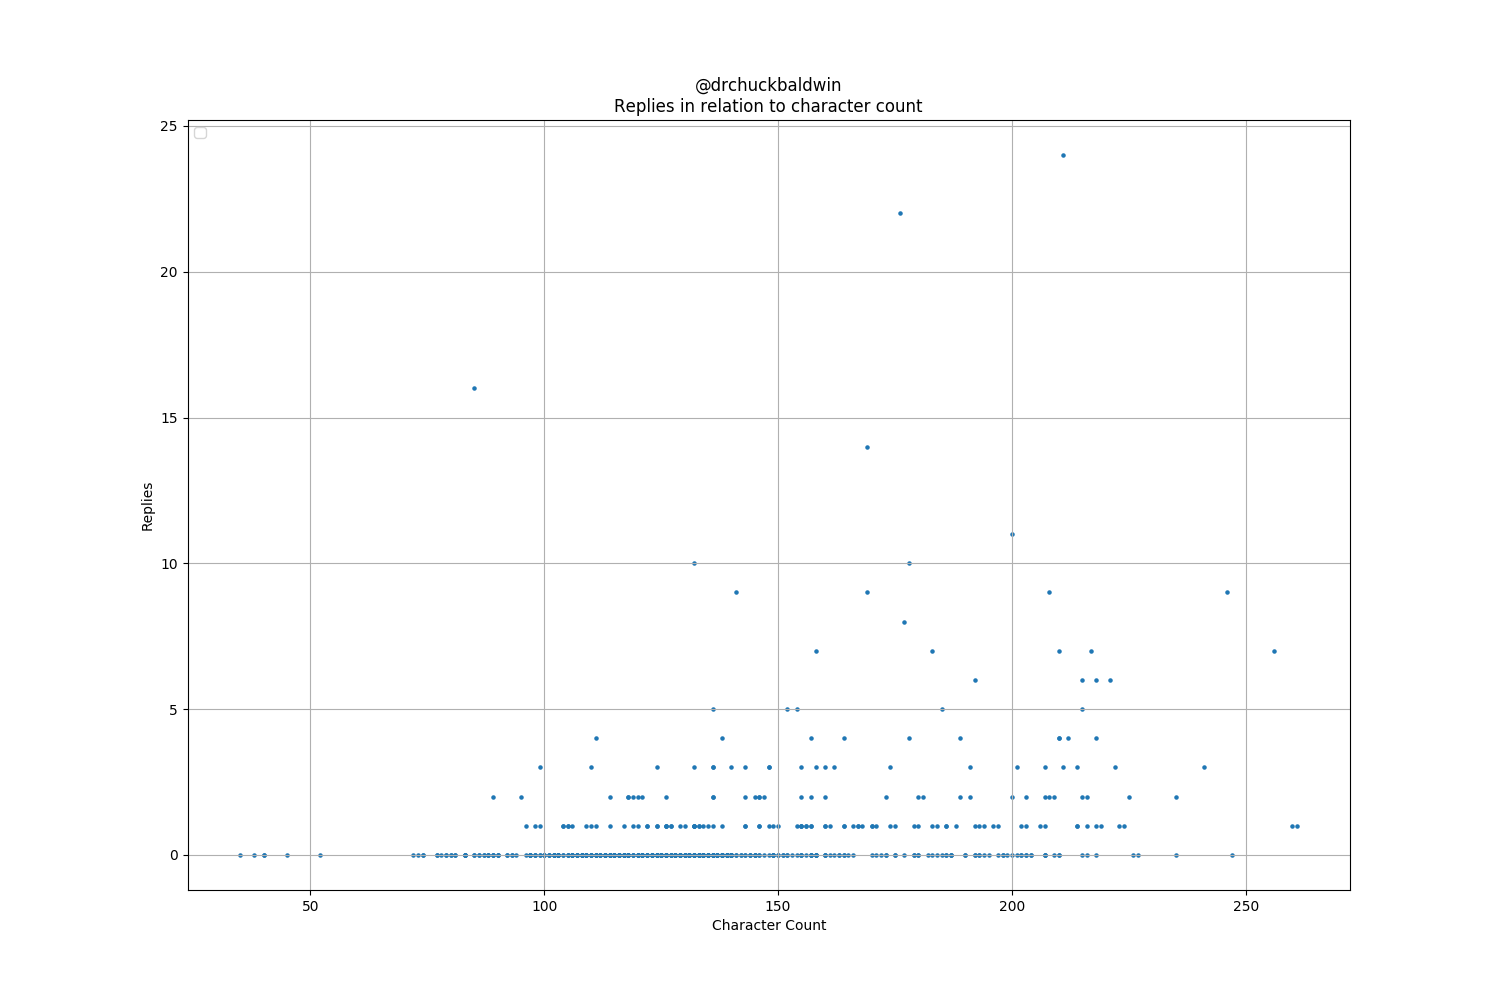 @drchuckbaldwin
Replies in relation to character count
25
20
15
10
5
0
Replies
50 100 150 200 250
Character Count